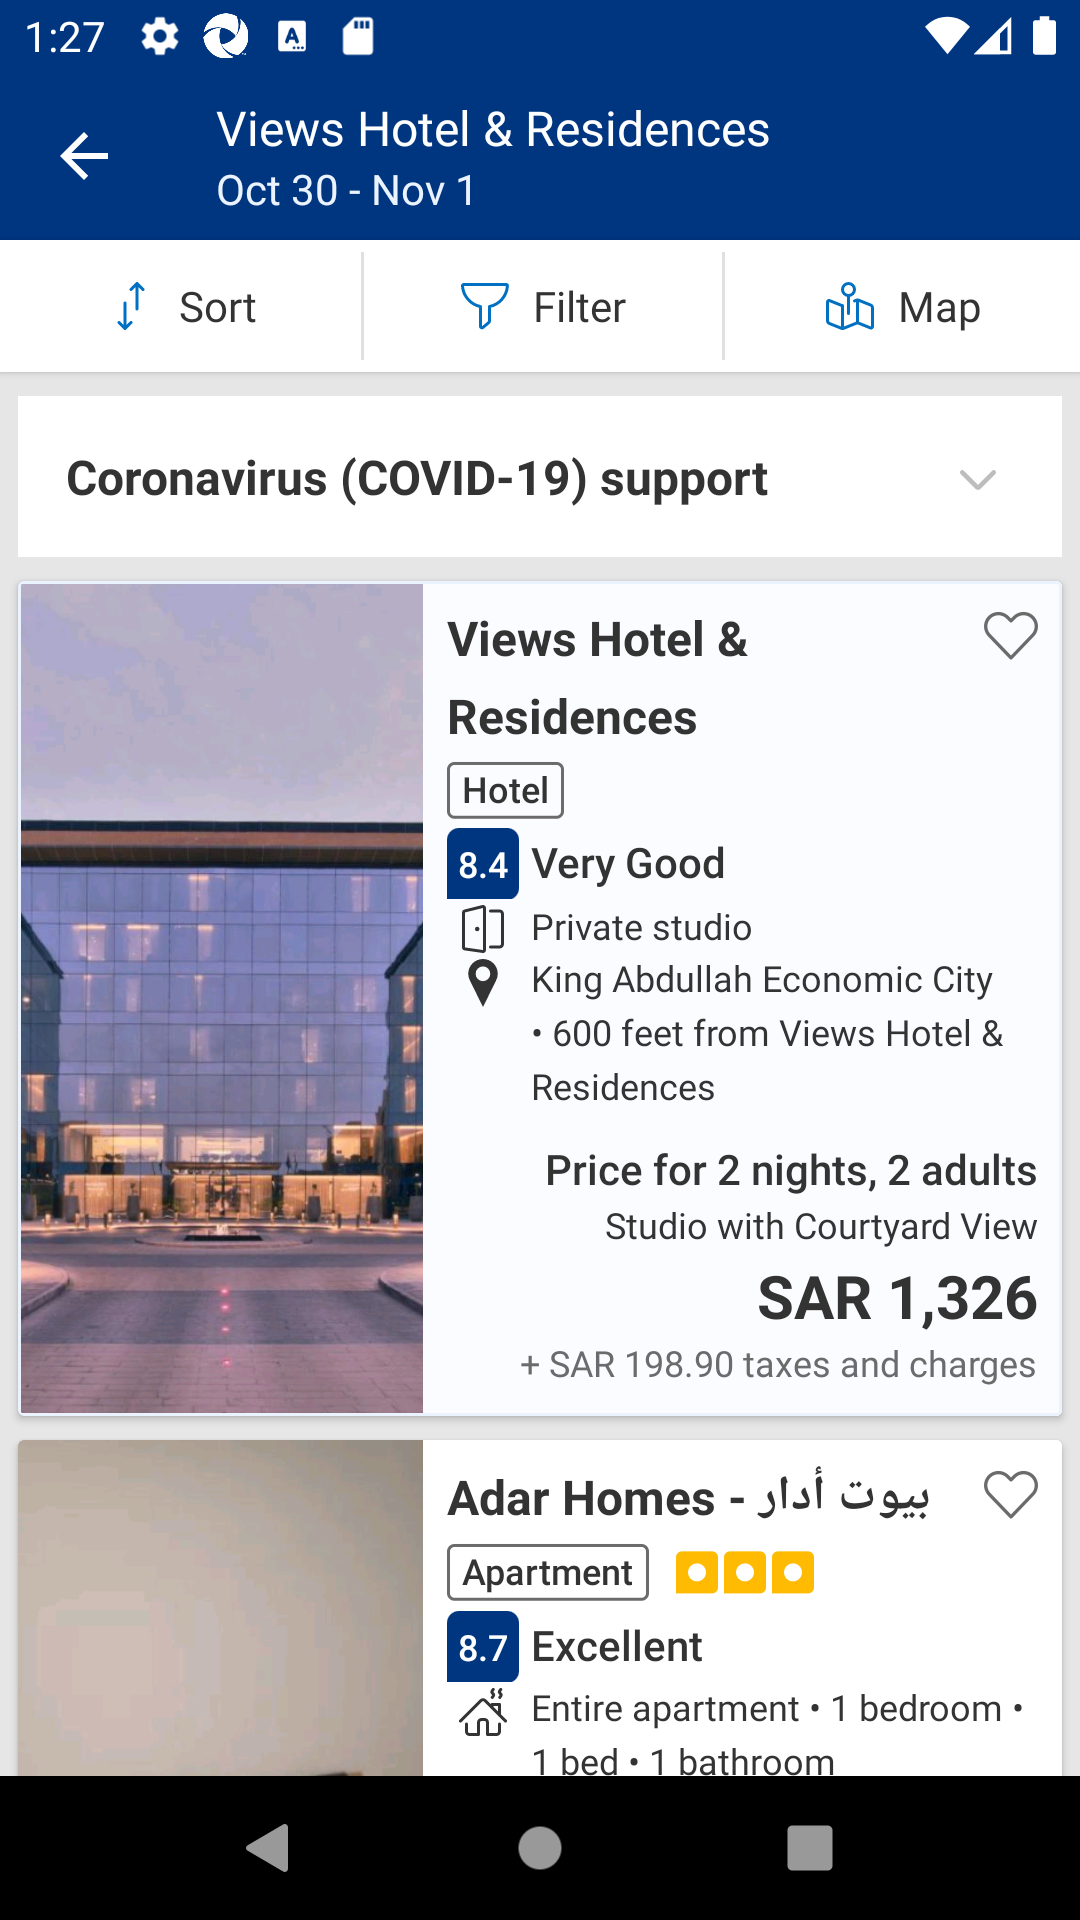 1:27
Views Hotel & Residences
Oct 30 - Nov 1
Sort
Filter
Map
Coronavirus (COVID-19) support
Views Hotel &
Residences
Hotel
8.4 Very Good
Private studio
King Abdullah Economic City
• 600 feet from Views Hotel &
Residences
Price for 2 nights, 2 adults
Studio with Courtyard View
SAR 1,326
+ SAR 198.90 taxes and charges
Adar Homes - بيوت أدار
Apartment
8.7 Excellent
Entire apartment • 1 bedroom •
1 bed • 1 bathroom